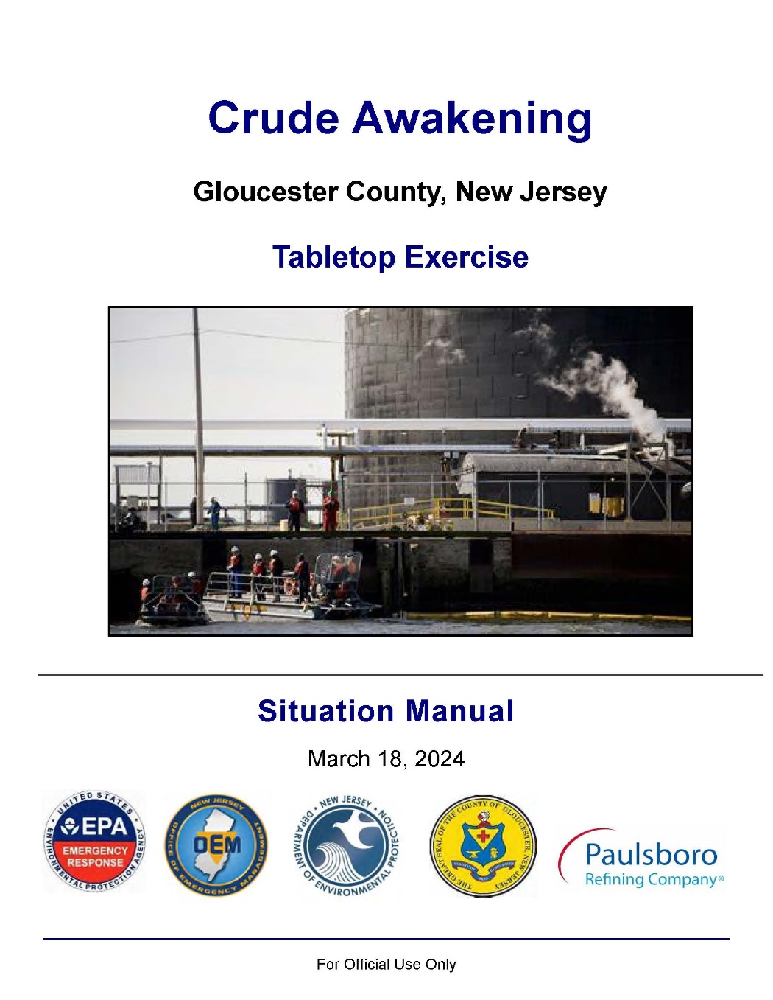 Crude Awakening
Gloucester County, New Jersey
Tabletop Exercise
Situation Manual
March 18, 2024
UNITED STATES
EPA
EMERGENCY
RESPONSE
ENVIRONMENTAL PROTECTION AGENCY
NEW JERSEY
OEM
OFFICE OF EMERGENCY MANAGEMENT
NEW JERSEY
DEPARTMENT OF ENVIRONMENTAL PROTECTION
THE GREAT SEAL OF THE COUNTY OF GLOUCESTER, NEW JERSEY
Paulsboro
Refining Company®
For Official Use Only